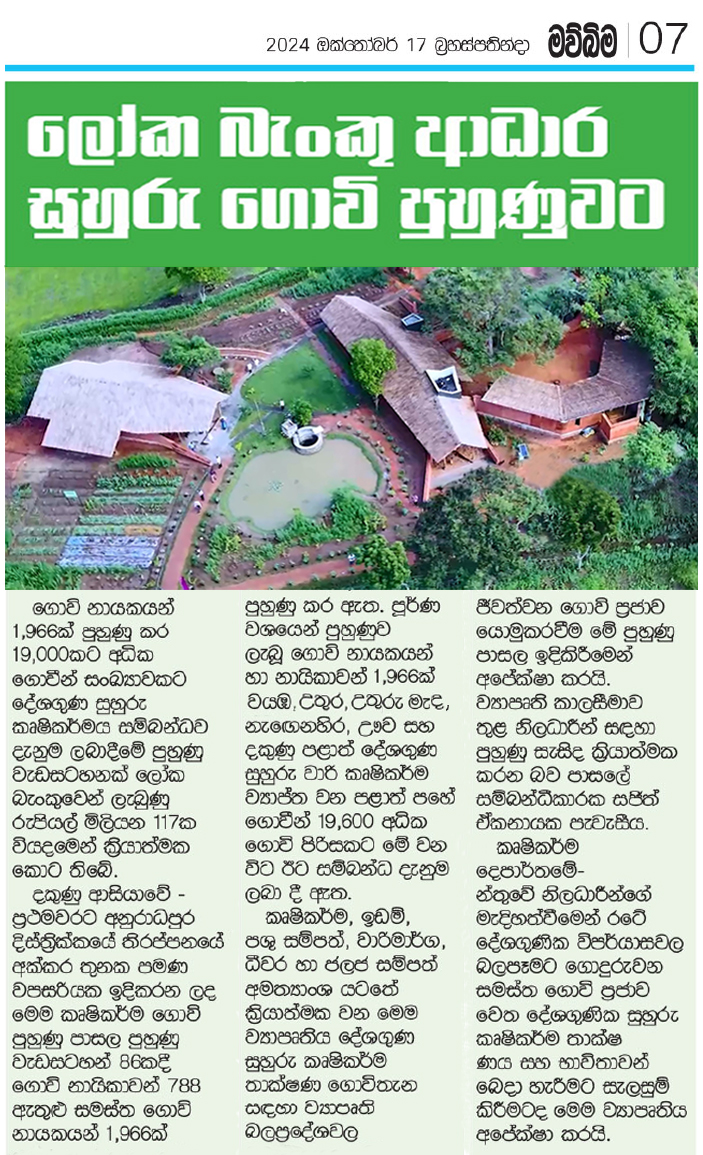 2024 ඔක්තෝබර් 17 බ්‍රහස්පතින්දා මව්බිම 07
ලෝක බැංකු ආධාර
සුහුරු ගොවි පුහුණුවට
ගොවි නායකයන්
1,966ක් පුහුණු කර
19,000කට අධික
ගොවීන් සංඛ්‍යාවකට
දේශගුණ සුහුරු
කෘෂිකර්මය සම්බන්ධව
දැනුම ලබාදීමේ පුහුණු
වැඩසටහනක් ලෝක
බැංකුවෙන් ලැබුණු
රුපියල් මිලියන 117ක
වියදමෙන් ක්‍රියාත්මක
කොට තිබේ.
දකුණු ආසියාවේ -
ප්‍රථමවරට අනුරාධපුර
දිස්ත්‍රික්කයේ තිරප්පනයේ
අක්කර තුනක පමණ
වපසරියක ඉදිකරන ලද
මෙම කෘෂිකර්ම ගොවි
පුහුණු පාසල පුහුණු
වැඩසටහන් 86කදී
ගොවි නායිකාවන් 788
ඇතුළු සමස්ත ගොවි
නායකයන් 1,966ක්
පුහුණු කර ඇත. පූර්ණ
වශයෙන් පුහුණුව
ලැබූ ගොවි නායකයන්
හා නායිකාවන් 1,966ක්
වයඹ, උතුර, උතුරු මැද,
නැගෙනහිර, ඌව සහ
දකුණු පළාත් දේශගුණ
සුහුරු වාරි කෘෂිකර්ම
ව්‍යාප්ත වන පළාත් පහේ
ගොවීන් 19,600 අධික
ගොවි පිරිසකට මේ වන
විට ඊට සම්බන්ධ දැනුම
ලබා දී ඇත.
කෘෂිකර්ම, ඉඩම්,
පශු සම්පත්, වාරිමාර්ග,
ධීවර හා ජලජ සම්පත්
අමාත්‍යාංශ යටතේ
ක්‍රියාත්මක වන මෙම
ව්‍යාපෘතිය දේශගුණ
සුහුරු කෘෂිකර්ම
තාක්ෂණ ගොවිතැන
සඳහා ව්‍යාපෘති
බලප්‍රදේශවල
ජීවත්වන ගොවි ප්‍රජාව
යොමුකරවීම මේ පුහුණු
පාසල ඉදිකිරීමෙන්
අපේක්ෂා කරයි.
ව්‍යාපෘති කාලසීමාව
තුළ නිලධාරීන් සඳහා
පුහුණු සැසිද ක්‍රියාත්මක
කරන බව පාසලේ
සම්බන්ධීකාරක සජිත්
ඒකනායක පැවැසීය.
කෘෂිකර්ම
දෙපාර්තමේ-
න්තුවේ නිලධාරීන්ගේ
මැදිහත්වීමෙන් රටේ
දේශගුණික විපර්යාසවල
බලපෑමට ගොදුරුවන
සමස්ත ගොවි ප්‍රජාව
වෙත දේශගුණික සුහුරු
කෘෂිකර්ම තාක්ෂ
ණය සහ භාවිතාවන්
බෙදා හැරීමට සැලසුම්
කිරීමටද මෙම ව්‍යාපෘතිය
අපේක්ෂා කරයි.